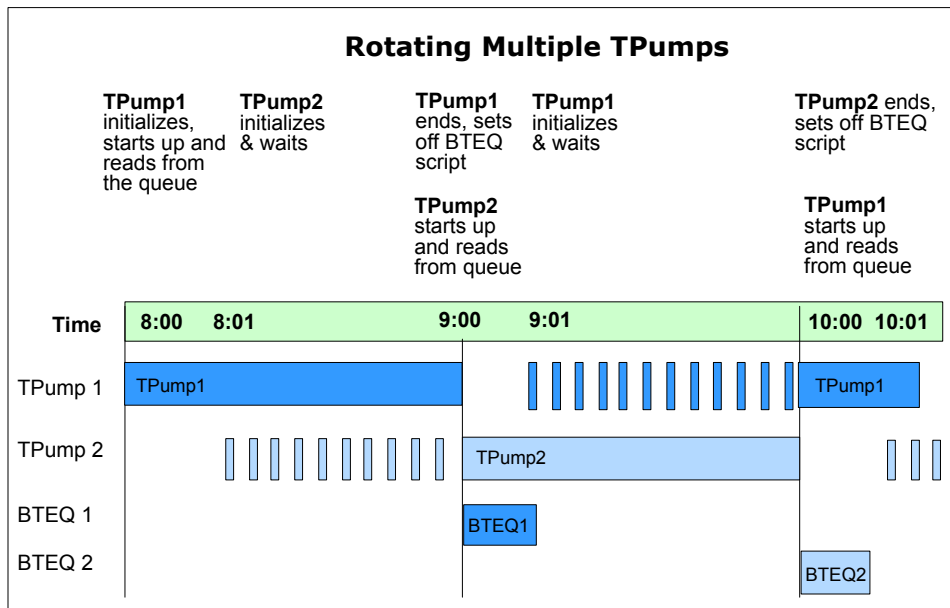 Rotating Multiple TPumps
TPump1
initializes,
starts up and
reads from
the queue
TPump2
initializes
& waits
TPump1
ends, sets
off BTEQ
script
TPump2
starts up
and reads
from queue
TPump1
initializes
& waits
TPump2 ends,
sets off BTEQ
script
TPump1
starts up
and reads
from queue
Time 8:00 8:01 9:00 9:01 10:00 10:01
TPump 1 TPump1 TPump1
TPump 2 TPump2
BTEQ 1 BTEQ1
BTEQ 2 BTEQ2